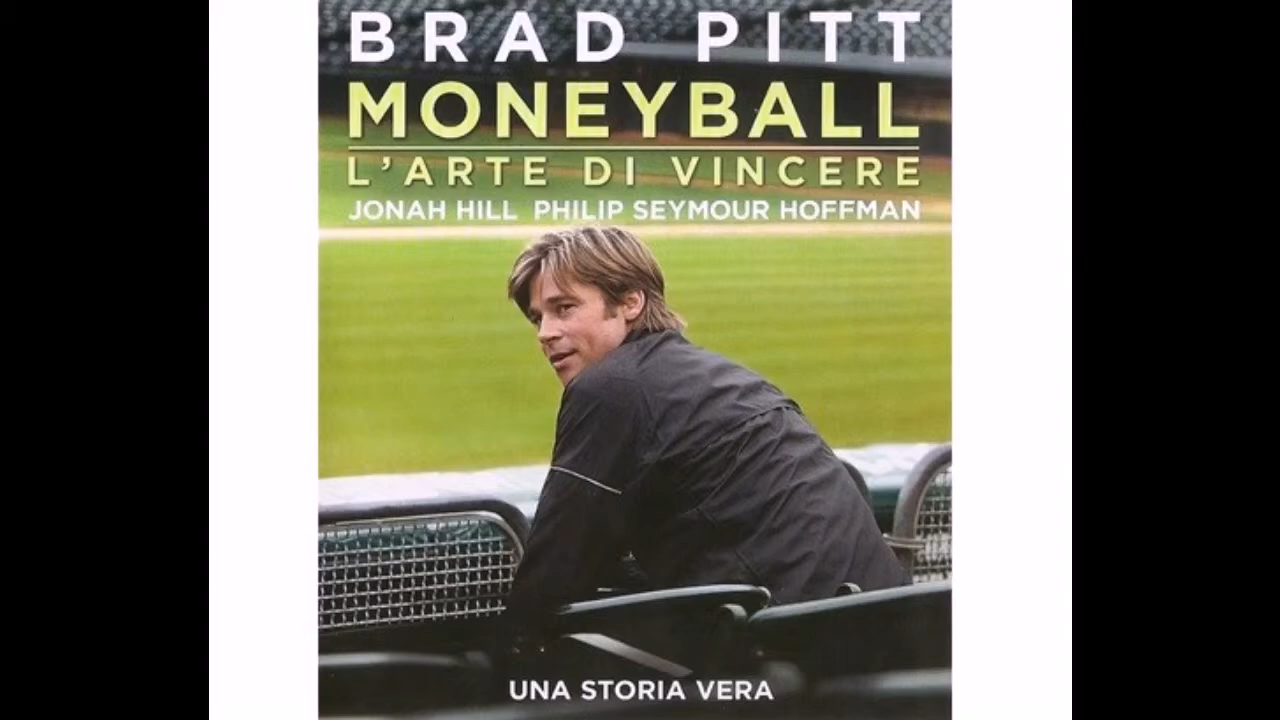 BRAD PITT
MONEYBALL
L'ARTE DI VINCERE
JONAH HILL PHILIP SEYMOUR HOFFMAN
UNA STORIA VERA